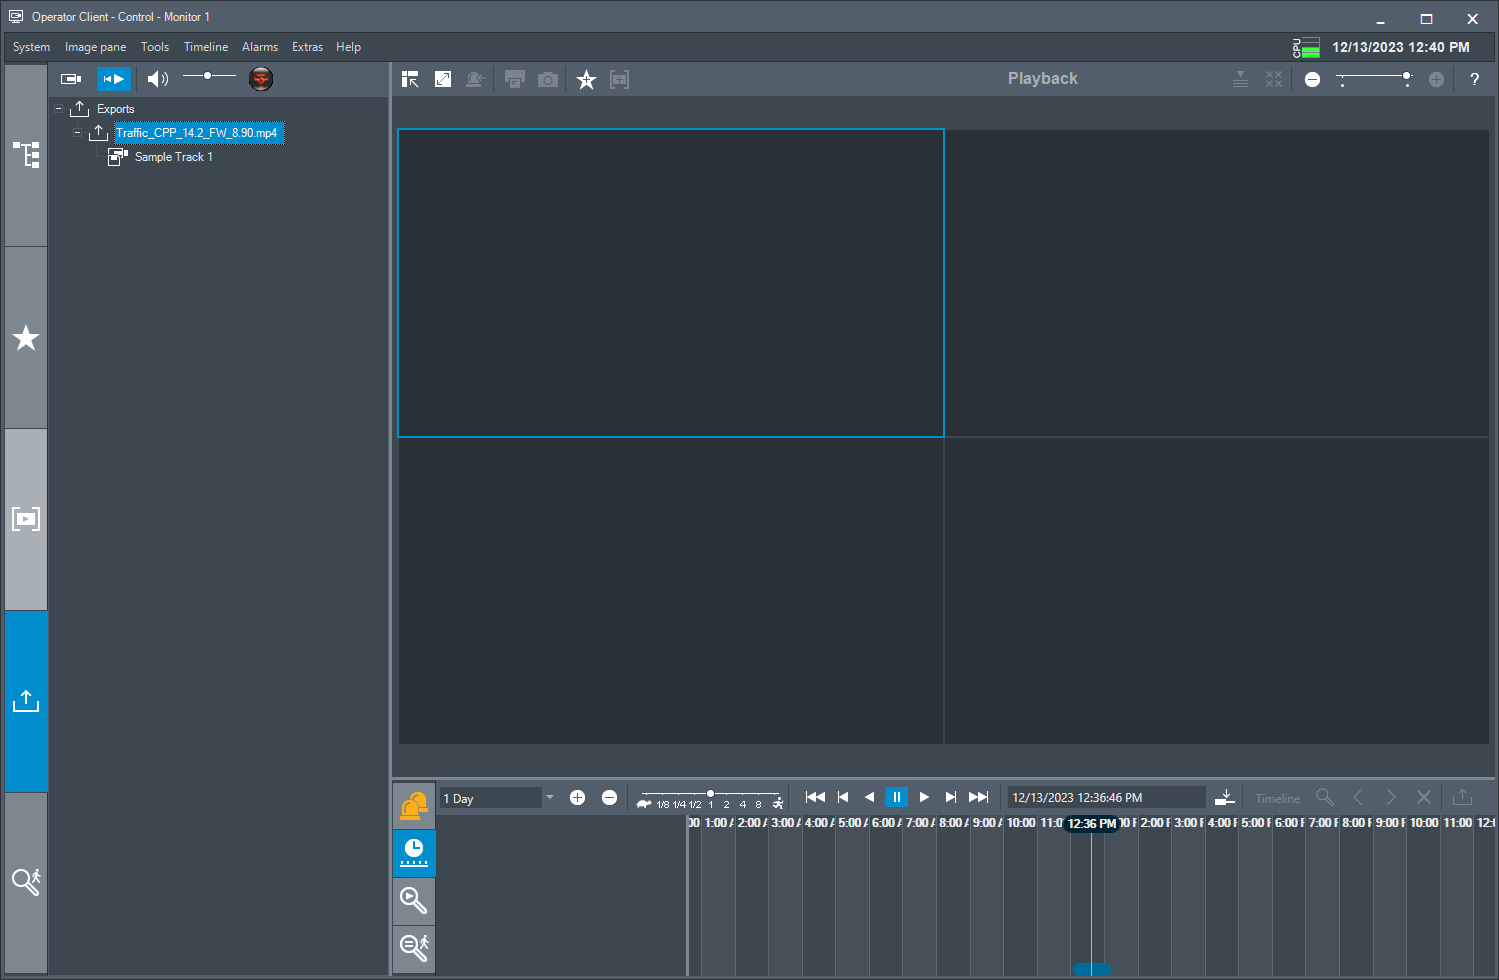 Operator Client - Control - Monitor 1
System Image pane Tools Timeline Alarms Extras Help
CPU 12/13/2023 12:40 PM
Playback ?
Exports
Traffic_CPP_14.2_FW_8.90.mp4
Sample Track 1
1 Day 1/8 1/4 1/2 1 2 4 8 12/13/2023 12:36:46 PM Timeline
00 1:00 A 2:00 A 3:00 A 4:00 A 5:00 A 6:00 A 7:00 A 8:00 A 9:00 A 10:00 11:0 12:36 PM 00 P 2:00 P 3:00 P 4:00 P 5:00 P 6:00 P 7:00 P 8:00 P 9:00 P 10:00 11:00 12:0